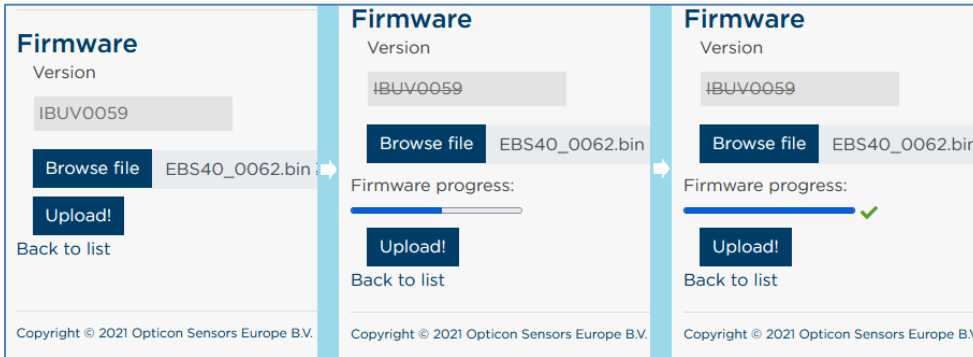 Firmware
Version
IBUV0059
Browse file EBS40_0062.bin
Upload!
Back to list
Copyright © 2021 Opticon Sensors Europe B.V.
Firmware
Version
IBUV0059
Browse file EBS40_0062.bin
Firmware progress:
Upload!
Back to list
Copyright © 2021 Opticon Sensors Europe B.V.
Firmware
Version
IBUV0059
Browse file EBS40_0062.bin
Firmware progress:
Upload!
Back to list
Copyright © 2021 Opticon Sensors Europe B.V.